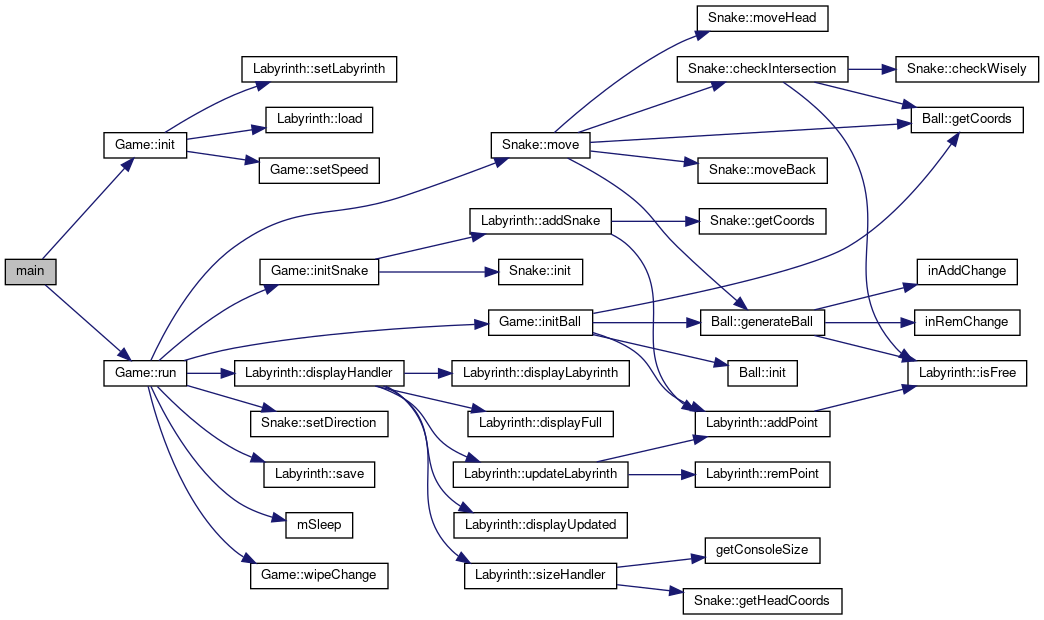 main
Game::init
Labyrinth::setLabyrinth
Labyrinth::load
Game::setSpeed
Game::run
Snake::move
Snake::moveHead
Snake::checkIntersection
Snake::checkWisely
Ball::getCoords
Snake::moveBack
Game::initSnake
Labyrinth::addSnake
Snake::getCoords
Snake::init
Game::initBall
Ball::generateBall
inAddChange
inRemChange
Labyrinth::isFree
Ball::init
Labyrinth::addPoint
Labyrinth::displayHandler
Labyrinth::displayLabyrinth
Labyrinth::displayFull
Labyrinth::updateLabyrinth
Labyrinth::remPoint
Labyrinth::displayUpdated
Labyrinth::sizeHandler
getConsoleSize
Snake::getHeadCoords
Snake::setDirection
Labyrinth::save
mSleep
Game::wipeChange